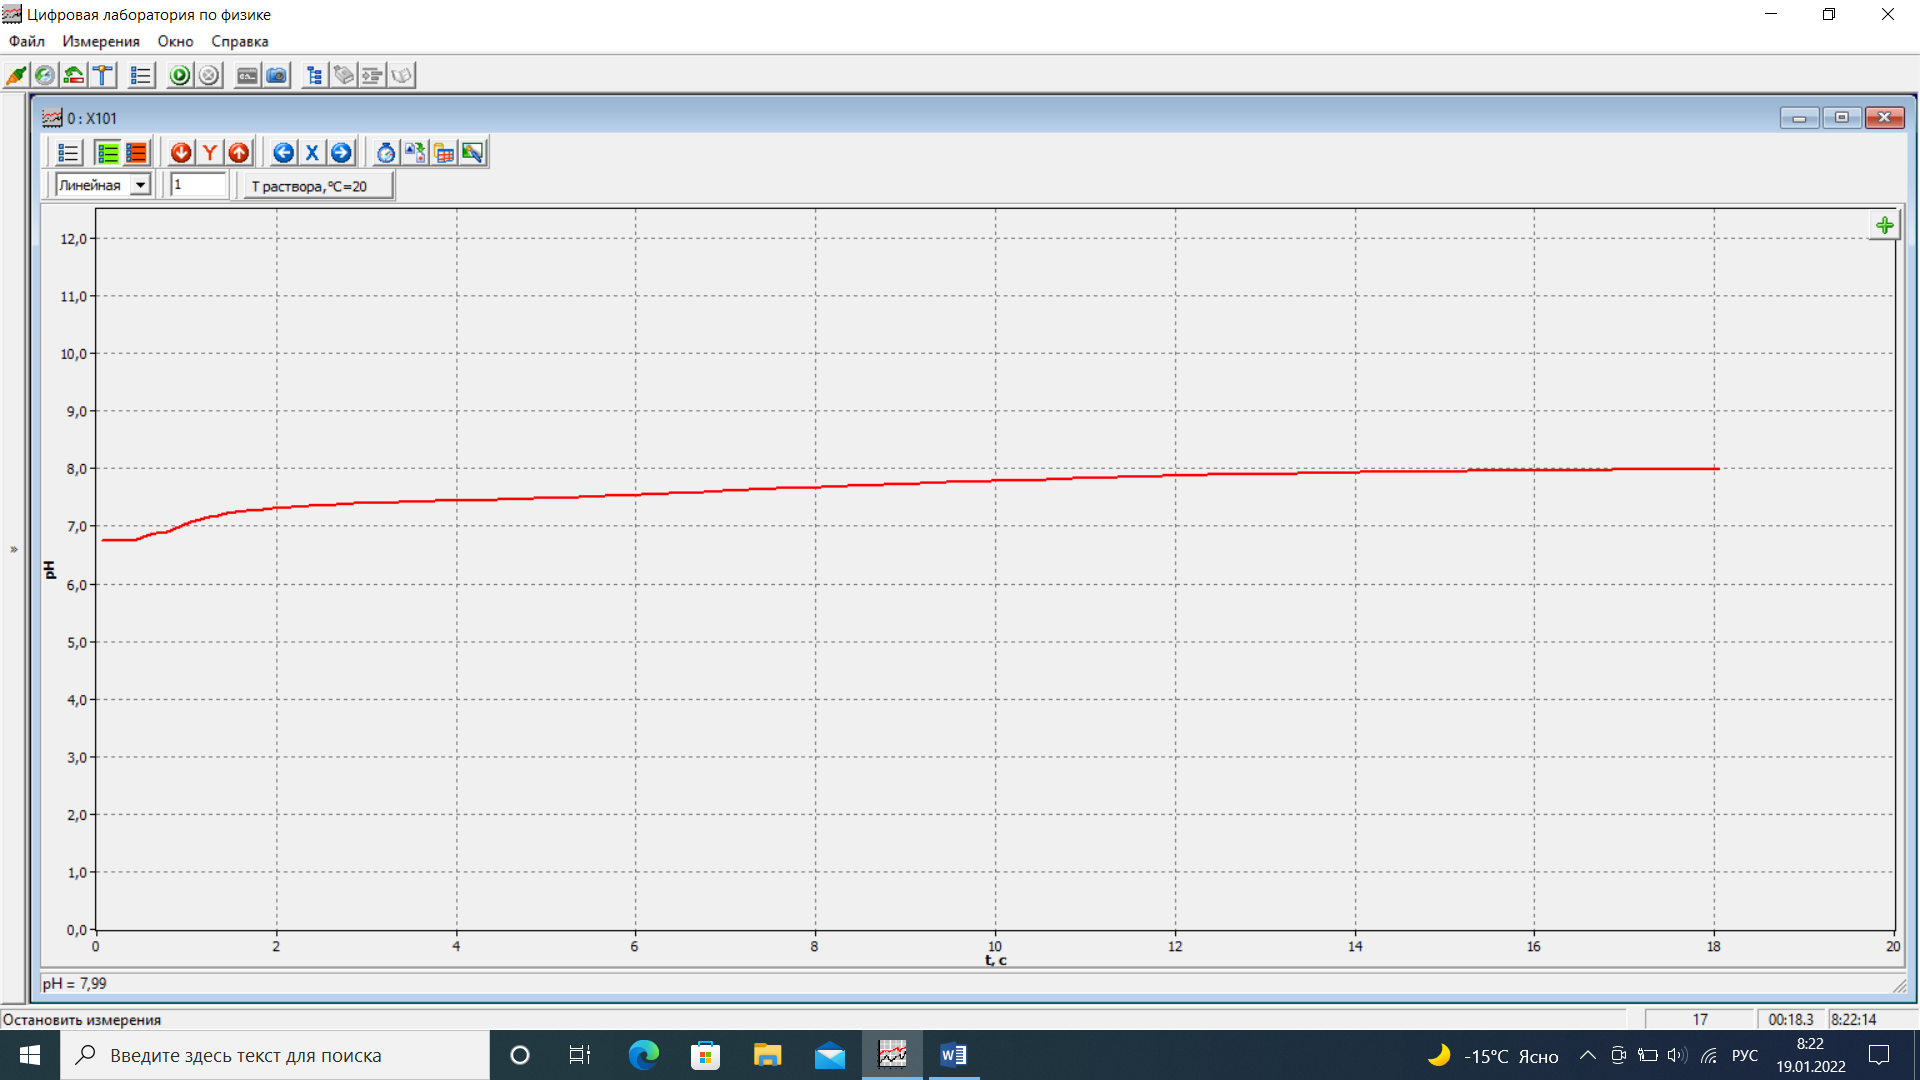 Цифровая лаборатория по физике
Файл Измерения Окно Справка
0 : X101
Y X
Линейная 1 Т раствора,°С=20
12,0
11,0
10,0
9,0
8,0
7,0
6,0
5,0
4,0
3,0
2,0
1,0
0,0
pH
0 2 4 6 8 10 12 14 16 18 20
t, c
pH = 7,99
Остановить измерения 17 00:18.3 8:22:14
Введите здесь текст для поиска -15°C Ясно РУС 8:22
19.01.2022